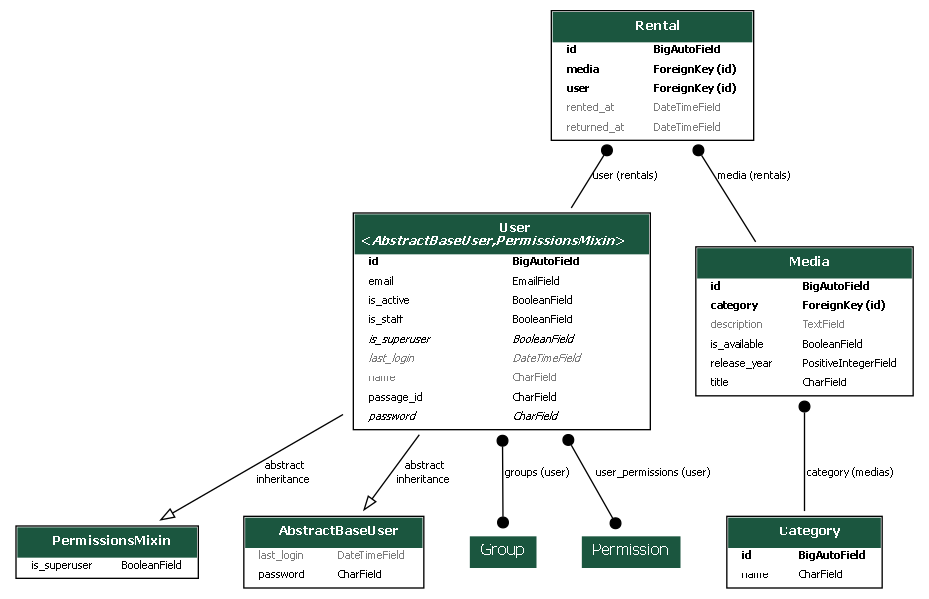 Rental
id BigAutoField
media ForeignKey (id)
user ForeignKey (id)
rented_at DateTimeField
returned_at DateTimeField
user (rentals)
media (rentals)
User
<AbstractBaseUser,PermissionsMixin>
id BigAutoField
email EmailField
is_active BooleanField
is_staff BooleanField
is_superuser BooleanField
last_login DateTimeField
name CharField
passage_id CharField
password CharField
Media
id BigAutoField
category ForeignKey (id)
description TextField
is_available BooleanField
release_year PositiveIntegerField
title CharField
abstract
inheritance
abstract
inheritance
groups (user)
user_permissions (user)
category (medias)
PermissionsMixin
is_superuser BooleanField
AbstractBaseUser
last_login DateTimeField
password CharField
Group
Permission
Category
id BigAutoField
name CharField